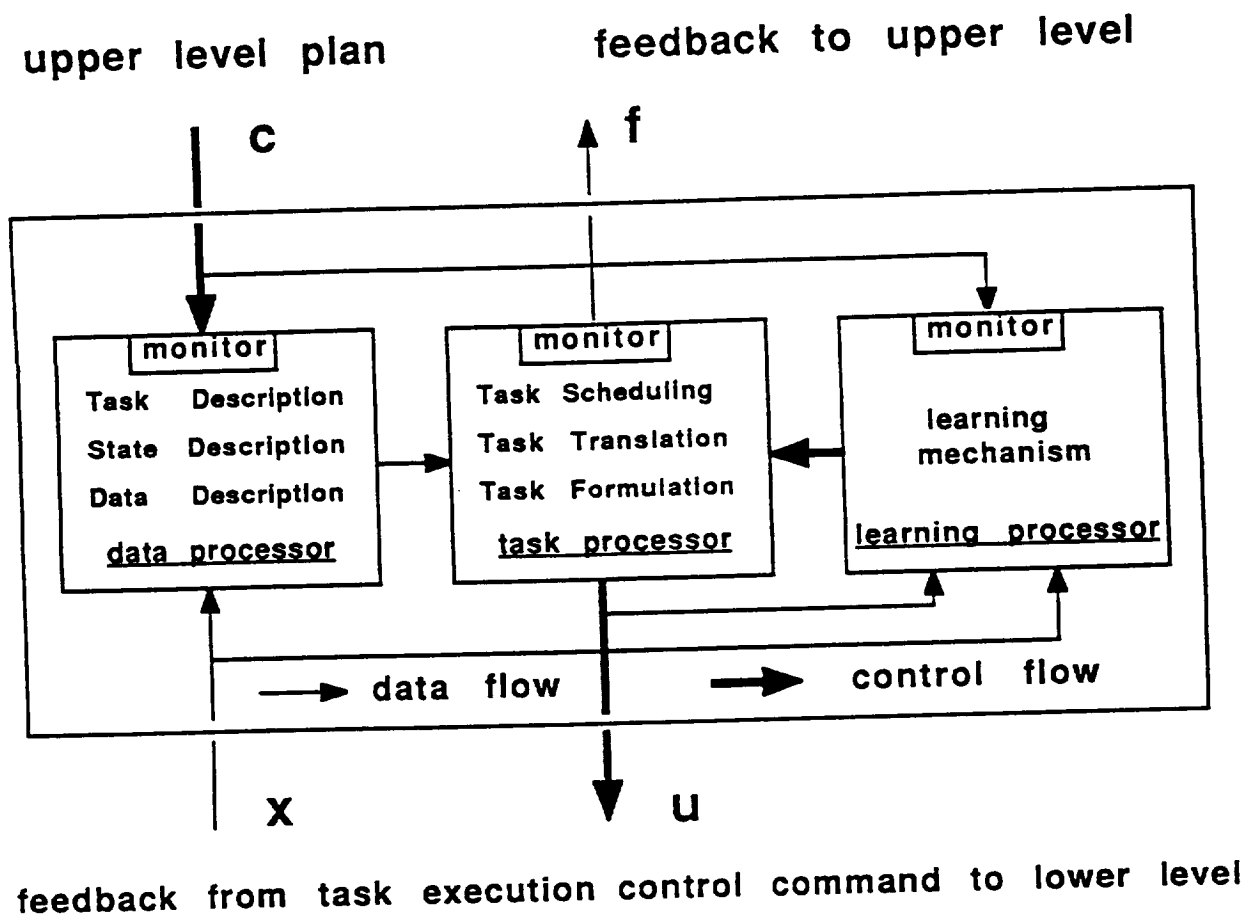 upper level plan
feedback to upper level
c
f
monitor
Task Description
State Description
Data Description
data processor
monitor
Task Scheduling
Task Translation
Task Formulation
task processor
monitor
learning
mechanism
learning processor
data flow
control flow
x
u
feedback from task execution
control command to lower level